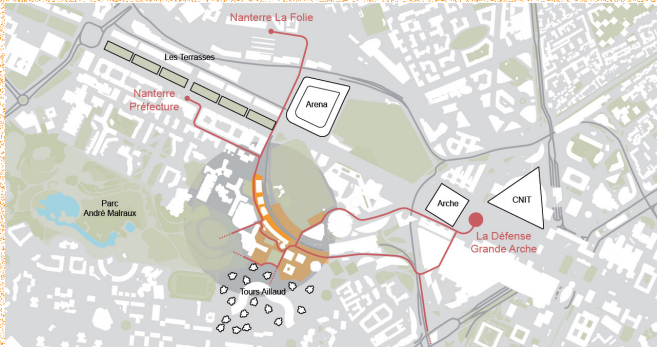 Nanterre La Folie
Les Terrasses
Nanterre
Préfecture
Arena
Parc
André Malraux
Arche
CNIT
La Défense
Grande Arche
Tours Aillaud